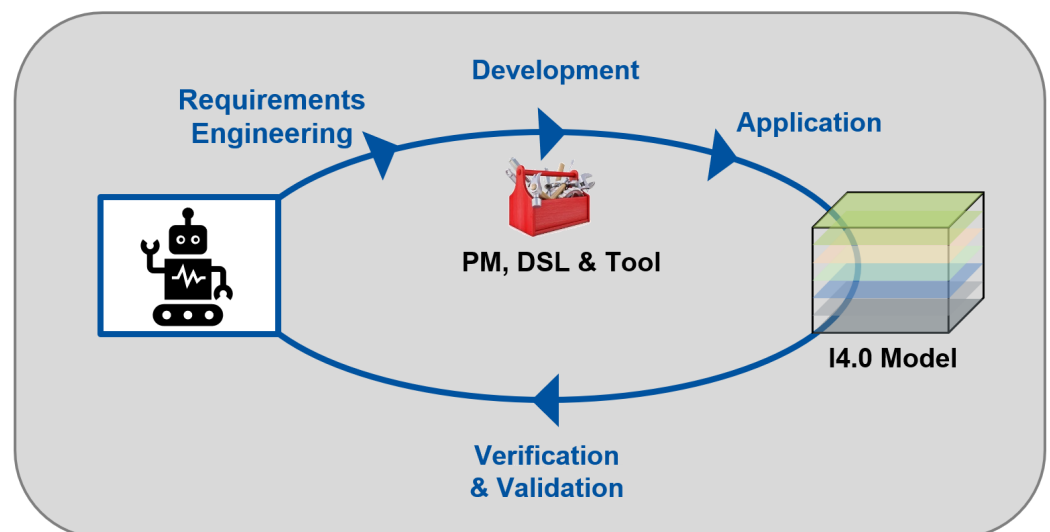 Development
Requirements
Engineering
Application
PM, DSL & Tool
I4.0 Model
Verification
& Validation